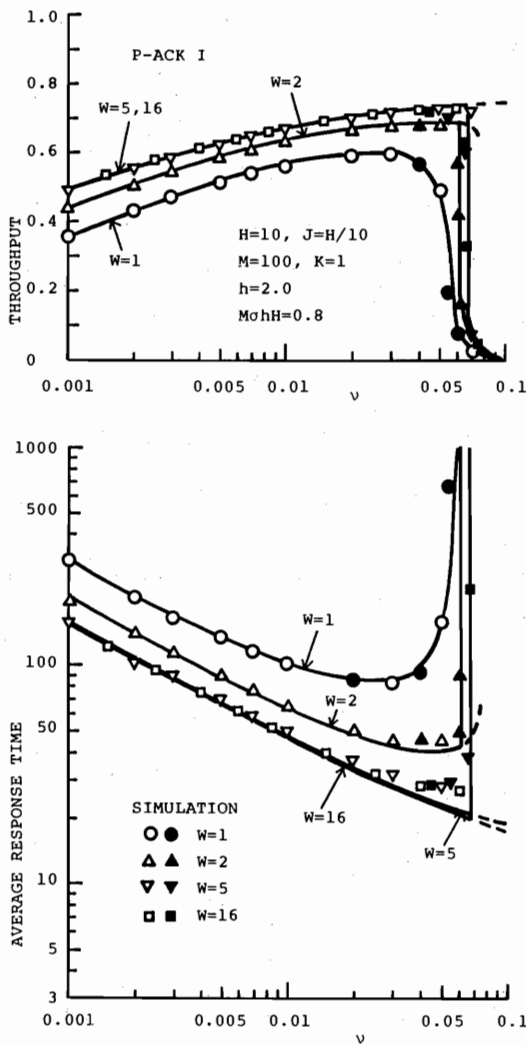 1.0
P-ACK I
W=2
0.8
W=5,16
0.6
0.4
H=10, J=H/10
W=1
M=100, K=1
h=2.0
0.2
MσhH=0.8
0
THROUGHPUT
0.001
0.005
0.01
0.05
0.1
ν
1000
500
W=1
100
W=2
50
SIMULATION
W=16
W=1
W=5
W=2
10
W=5
5
W=16
3
AVERAGE RESPONSE TIME
0.001
0.005
0.01
0.05
0.1
ν